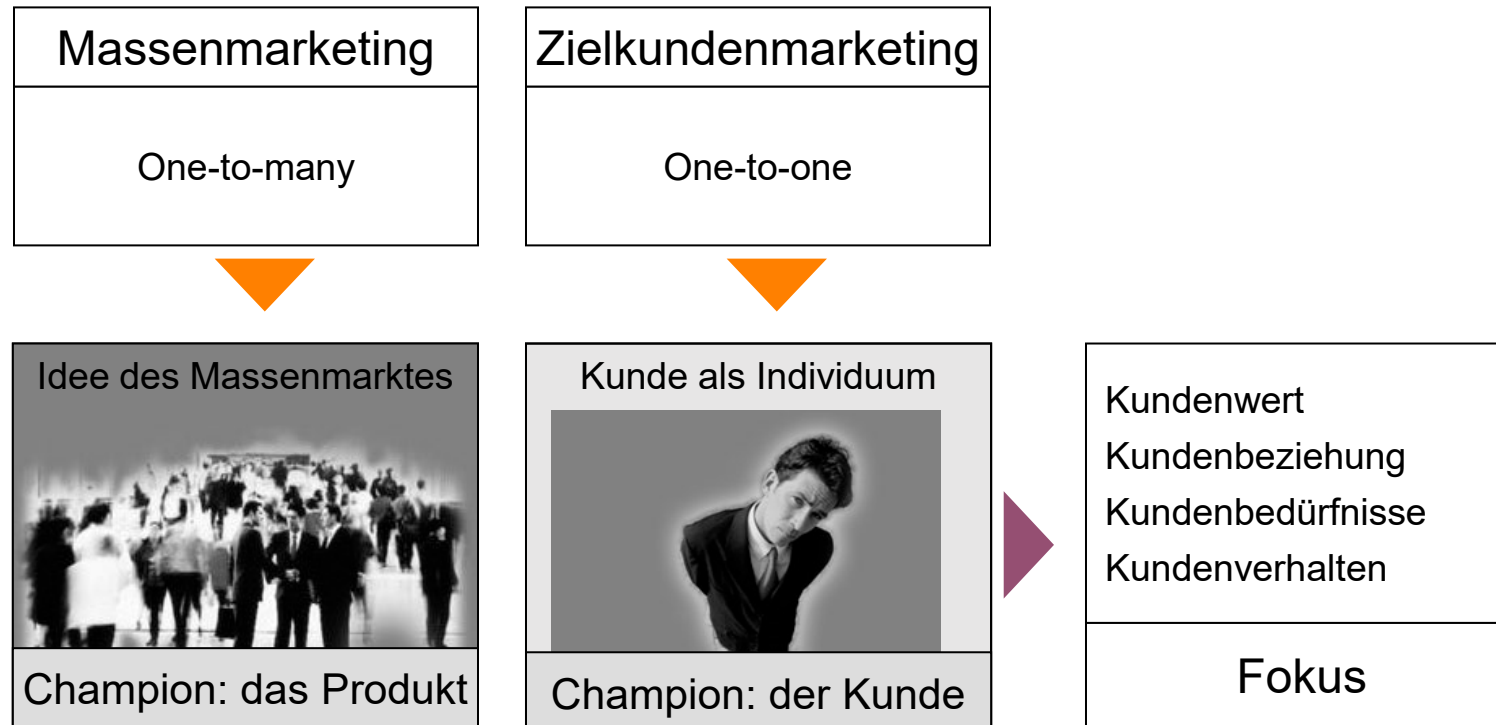 Massenmarketing
One-to-many
Zielkundenmarketing
One-to-one
Idee des Massenmarktes
Champion: das Produkt
Kunde als Individuum
Champion: der Kunde
Kundenwert
Kundenbeziehung
Kundenbedürfnisse
Kundenverhalten
Fokus